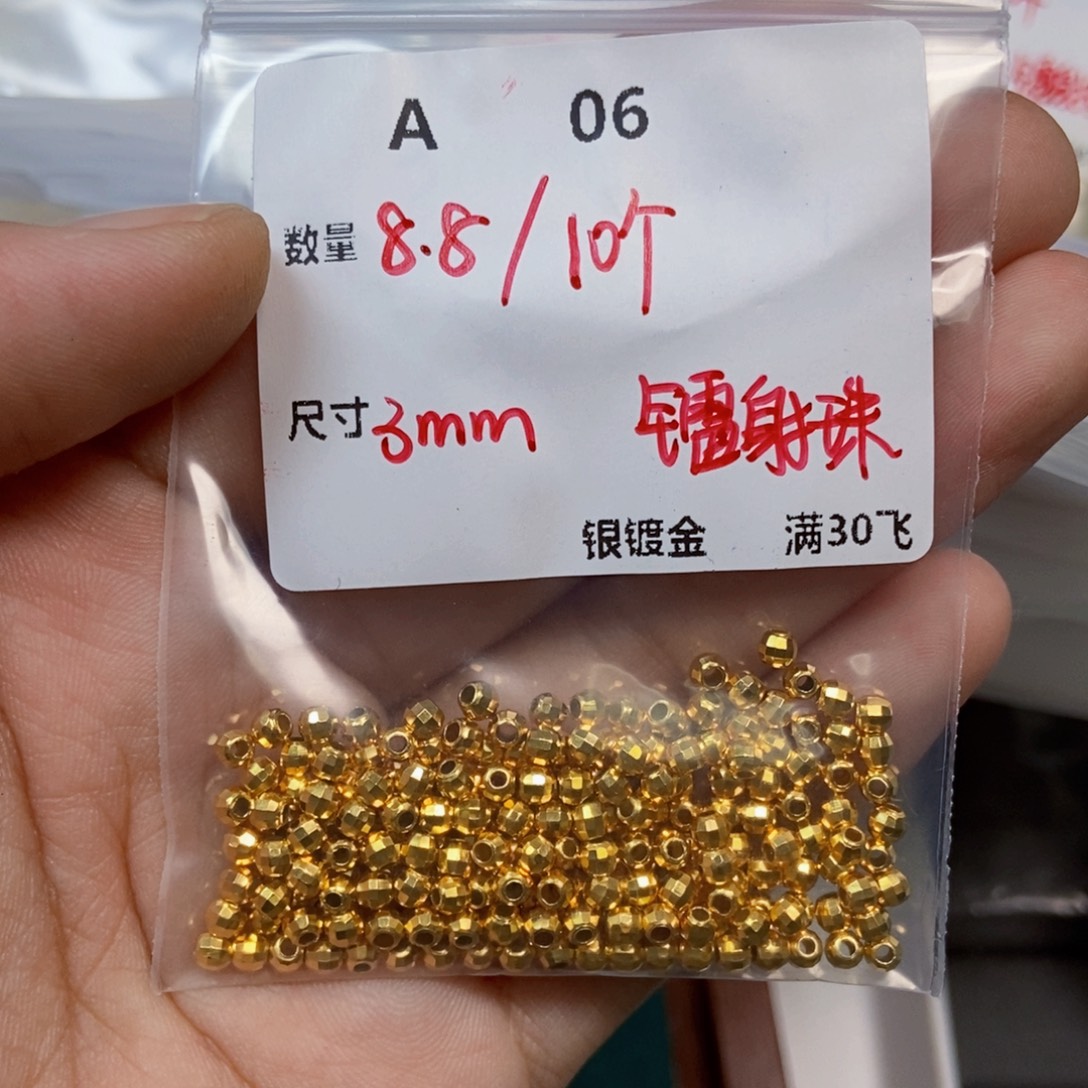 A 06
数量 8.8/10个
尺寸 3mm 镭射珠
银镀金 满30飞